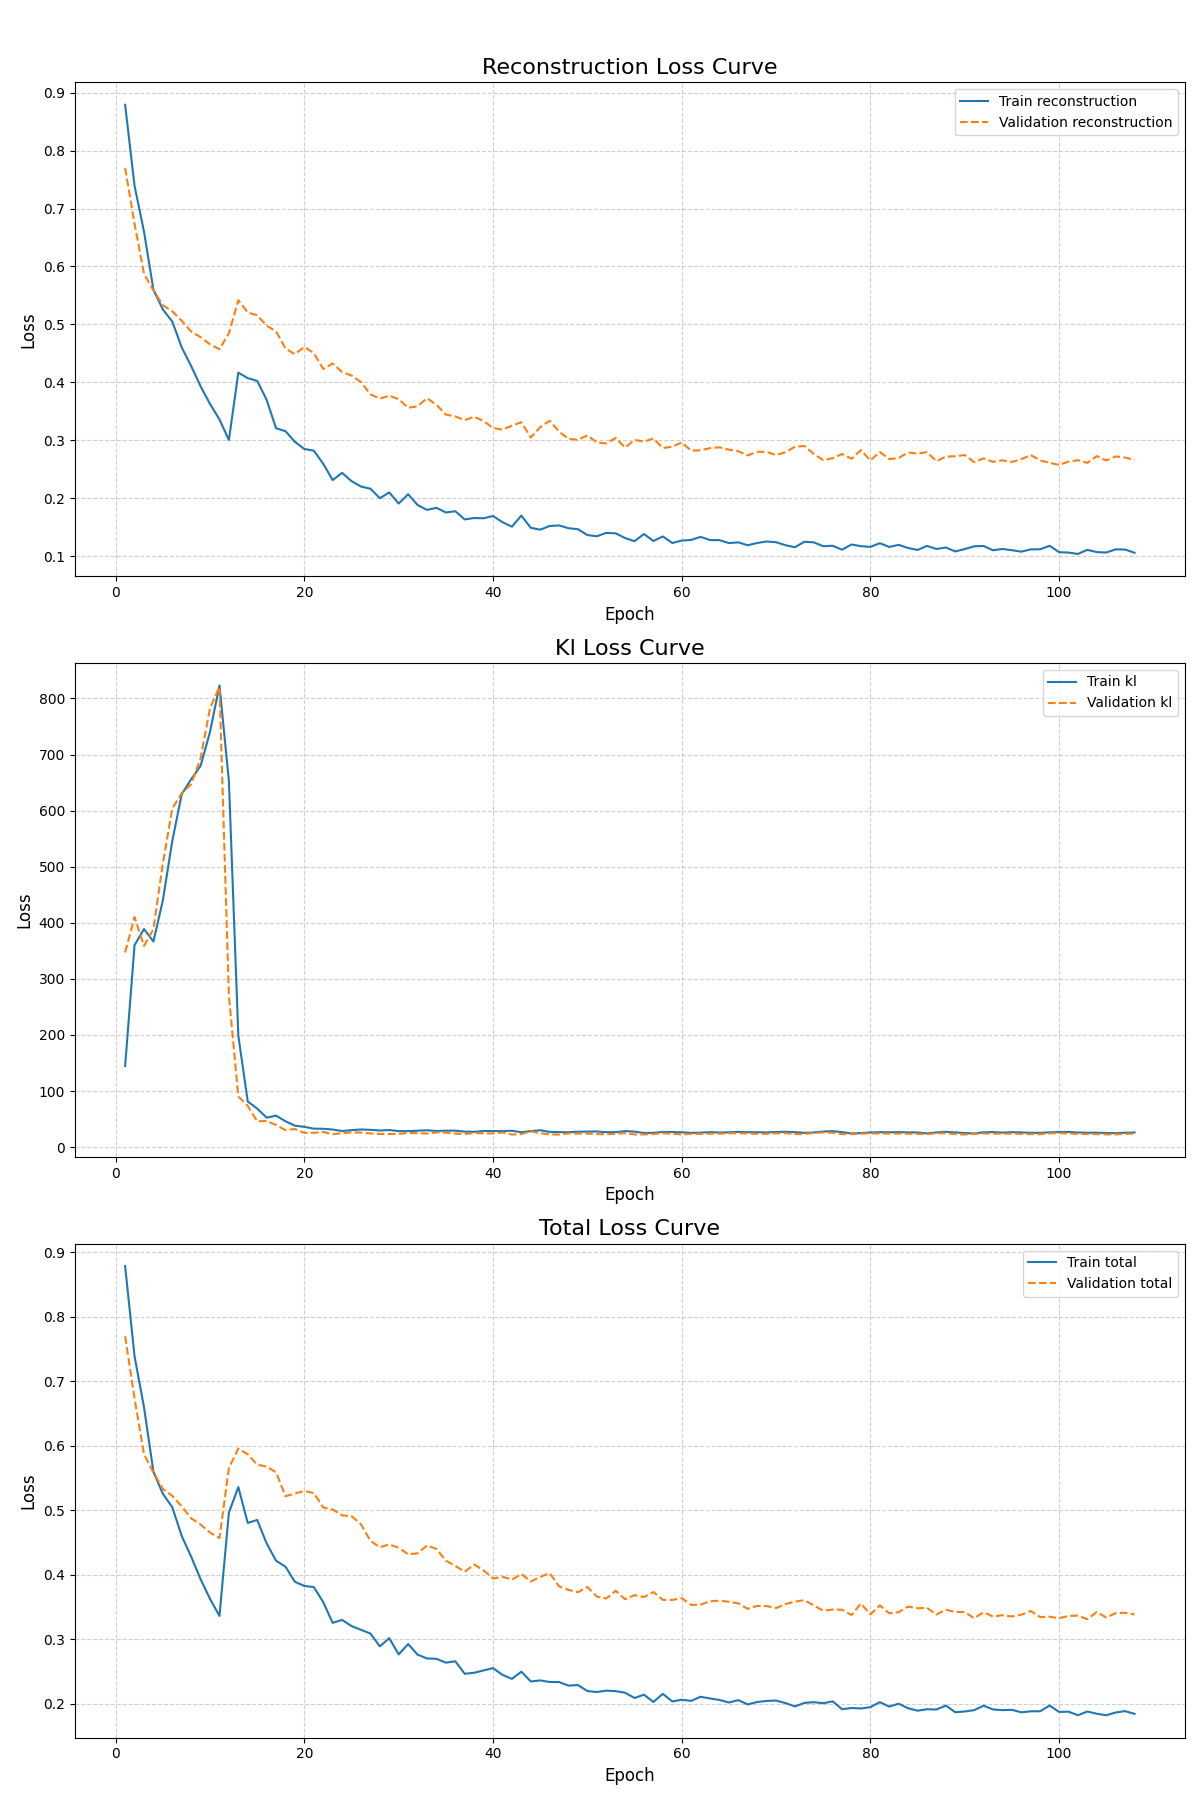 Reconstruction Loss Curve
Train reconstruction
Validation reconstruction
Loss
0.9
0.8
0.7
0.6
0.5
0.4
0.3
0.2
0.1
0 20 40 60 80 100
Epoch
Kl Loss Curve
Train kl
Validation kl
Loss
800
700
600
500
400
300
200
100
0
0 20 40 60 80 100
Epoch
Total Loss Curve
Train total
Validation total
Loss
0.9
0.8
0.7
0.6
0.5
0.4
0.3
0.2
0 20 40 60 80 100
Epoch